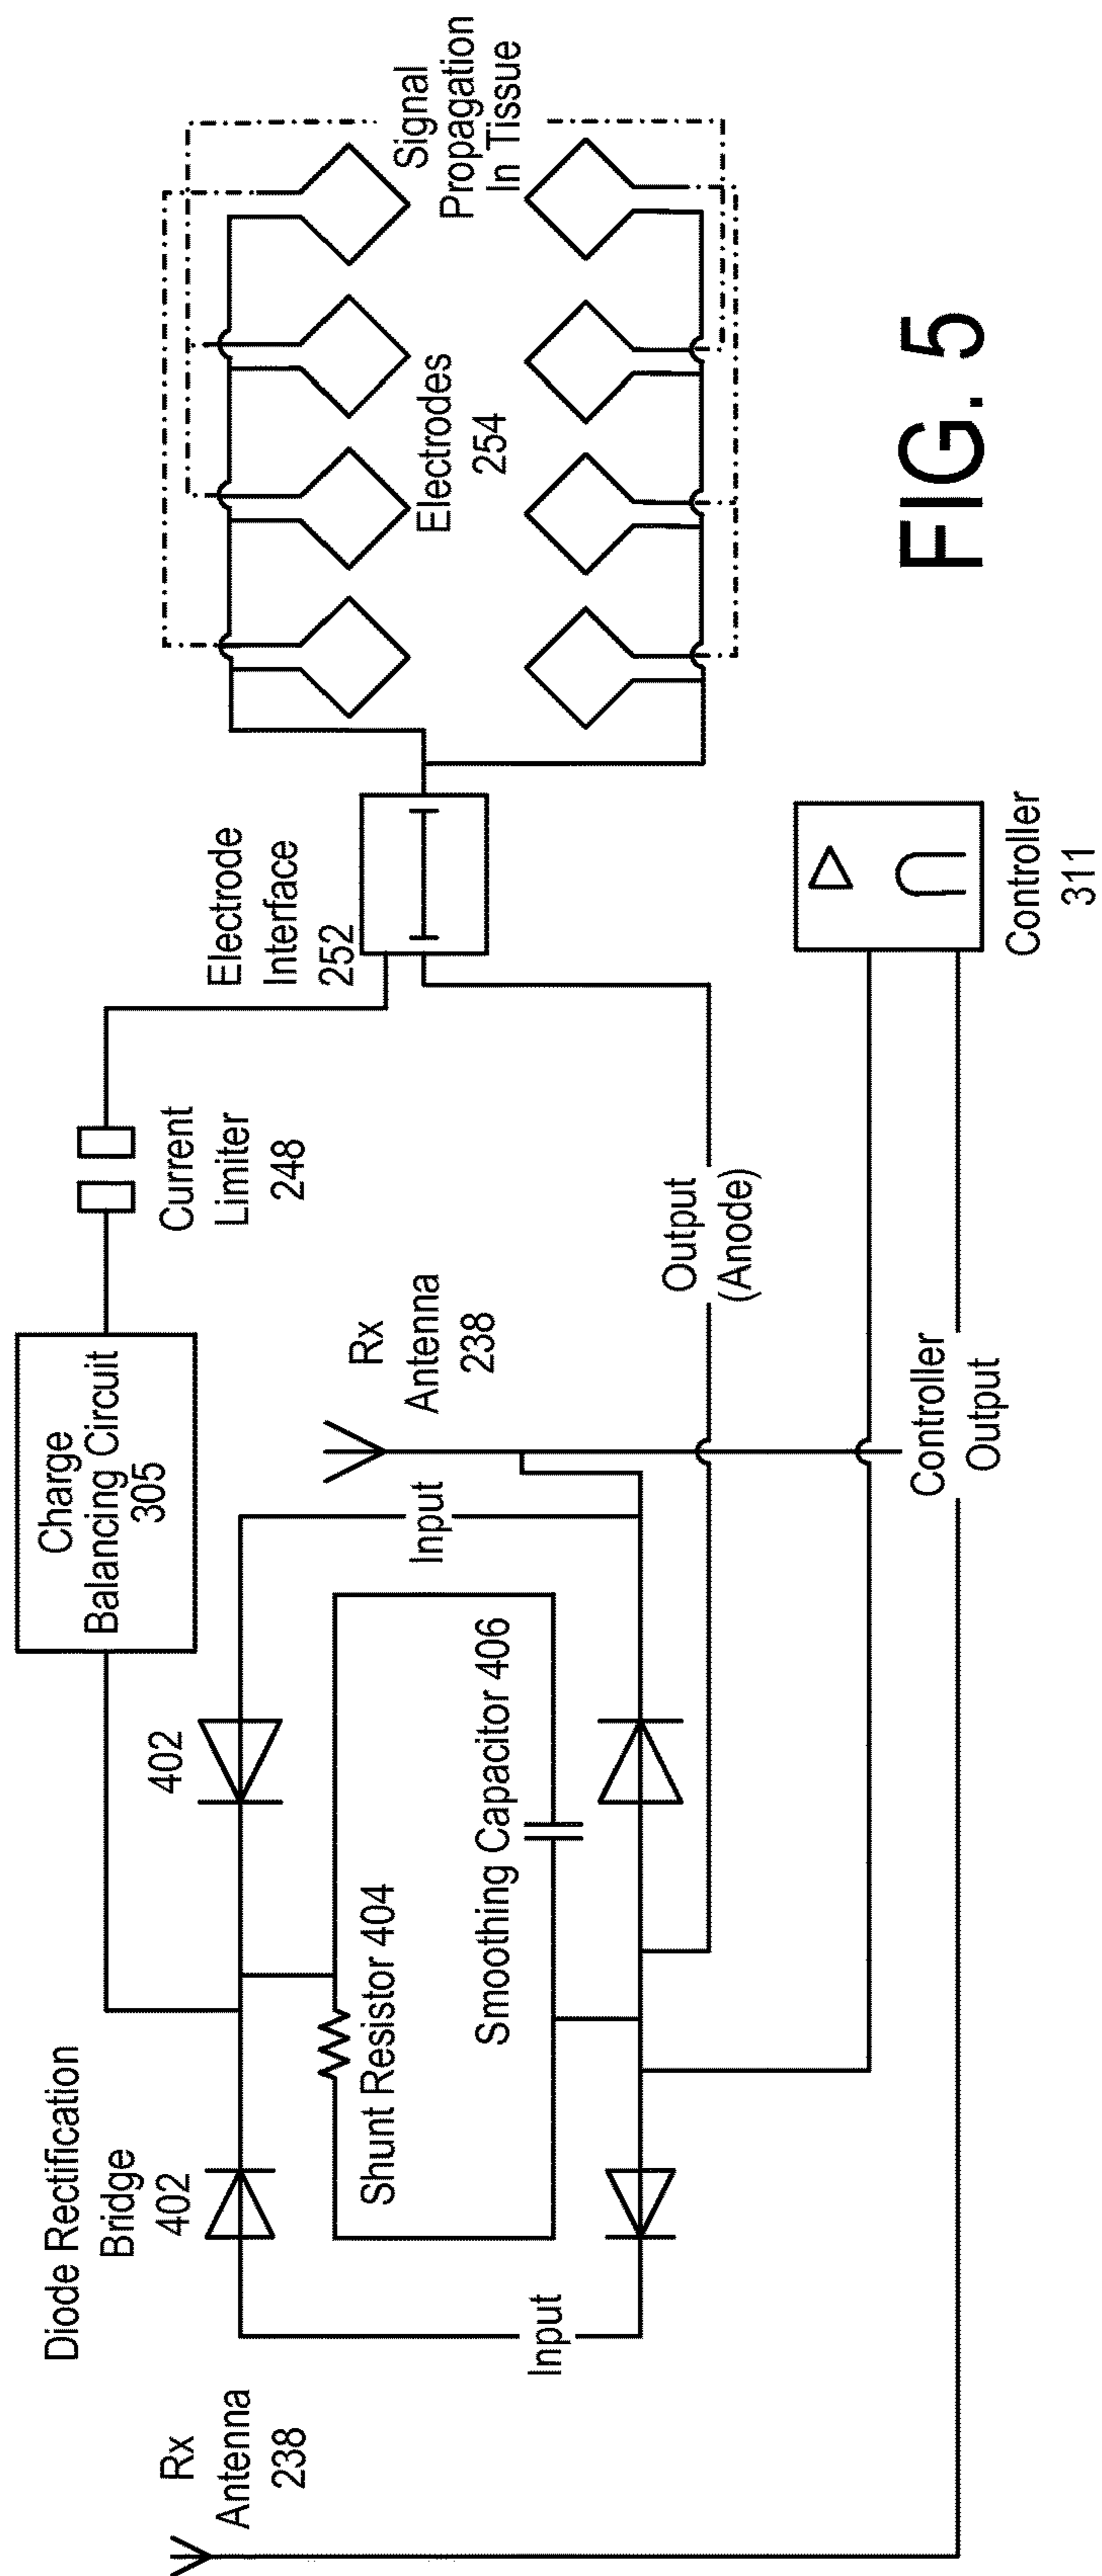 Rx
Antenna
238
Diode Rectification
Bridge
402
402
Input
Shunt Resistor 404
Smoothing Capacitor 406
Input
Charge
Balancing Circuit
305
Rx
Antenna
238
Current
Limiter
248
Output
(Anode)
Controller
Output
Electrode
Interface
252
Controller
311
Electrodes
254
Signal
Propagation
In Tissue
FIG. 5